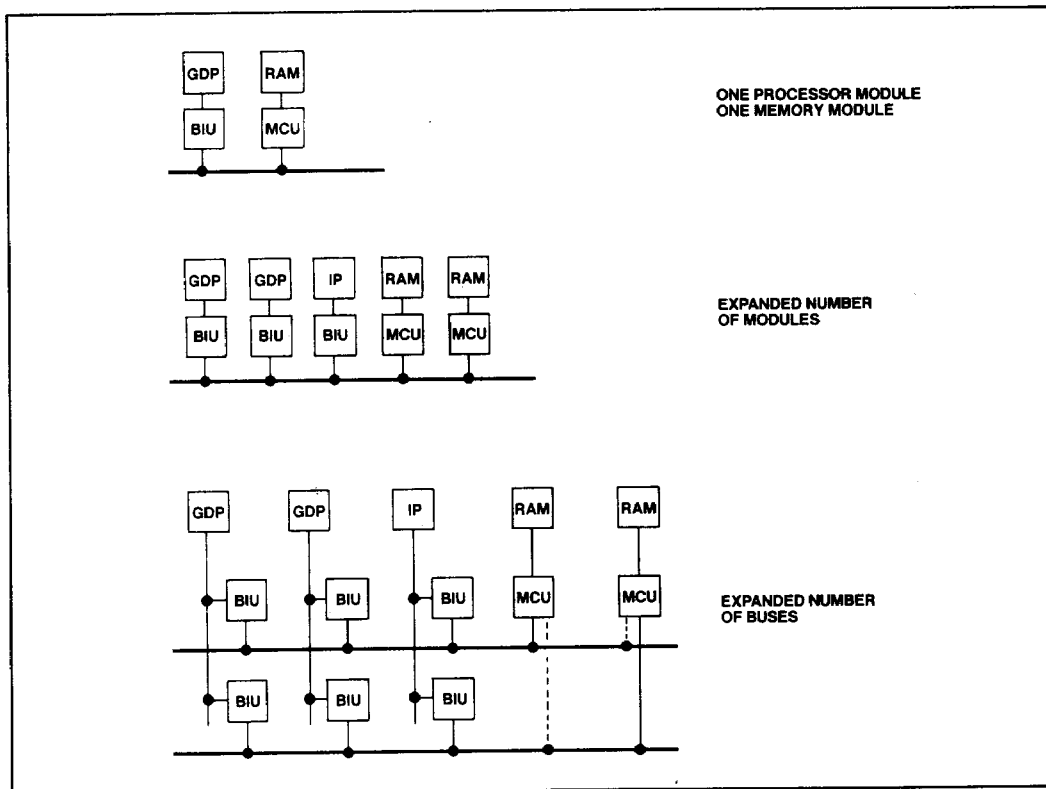 GDP RAM
ONE PROCESSOR MODULE
ONE MEMORY MODULE
BIU MCU
GDP GDP IP RAM RAM
EXPANDED NUMBER
OF MODULES
BIU BIU BIU MCU MCU
GDP GDP IP RAM RAM
BIU BIU BIU MCU MCU
EXPANDED NUMBER
OF BUSES
BIU BIU BIU